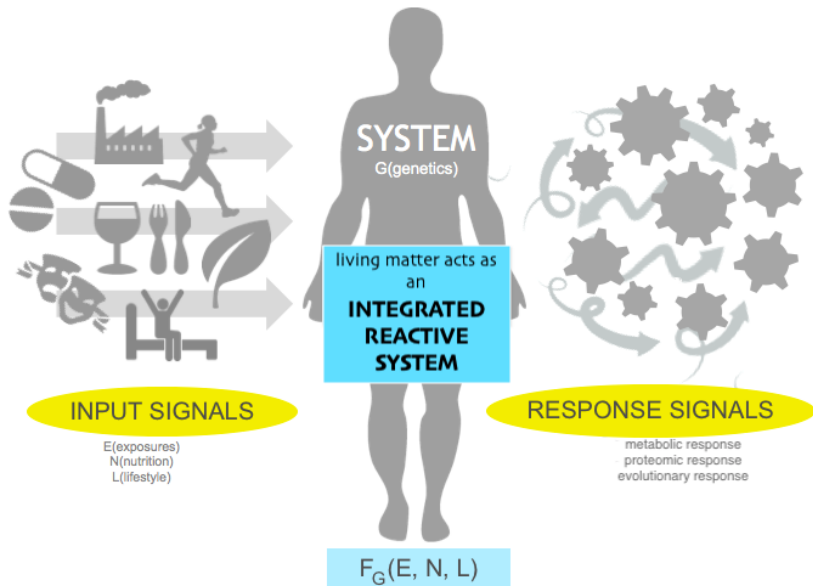 SYSTEM
G(genetics)
living matter acts as
an
INTEGRATED
REACTIVE
SYSTEM
INPUT SIGNALS
E(exposures)
N(nutrition)
L(lifestyle)
RESPONSE SIGNALS
metabolic response
proteomic response
evolutionary response
F_G(E, N, L)